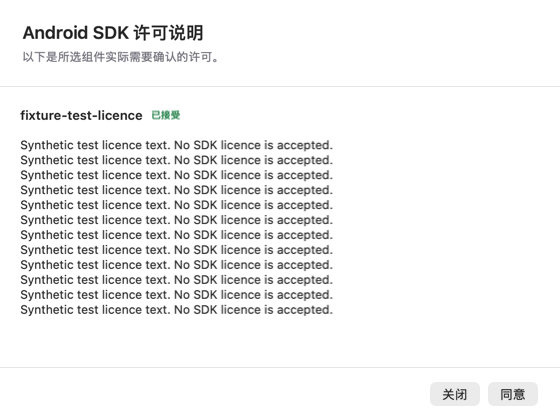 Android SDK 许可说明
以下是所选组件实际需要确认的许可。
fixture-test-licence 已接受
Synthetic test licence text. No SDK licence is accepted.
Synthetic test licence text. No SDK licence is accepted.
Synthetic test licence text. No SDK licence is accepted.
Synthetic test licence text. No SDK licence is accepted.
Synthetic test licence text. No SDK licence is accepted.
Synthetic test licence text. No SDK licence is accepted.
Synthetic test licence text. No SDK licence is accepted.
Synthetic test licence text. No SDK licence is accepted.
Synthetic test licence text. No SDK licence is accepted.
Synthetic test licence text. No SDK licence is accepted.
Synthetic test licence text. No SDK licence is accepted.
Synthetic test licence text. No SDK licence is accepted.
关闭 同意